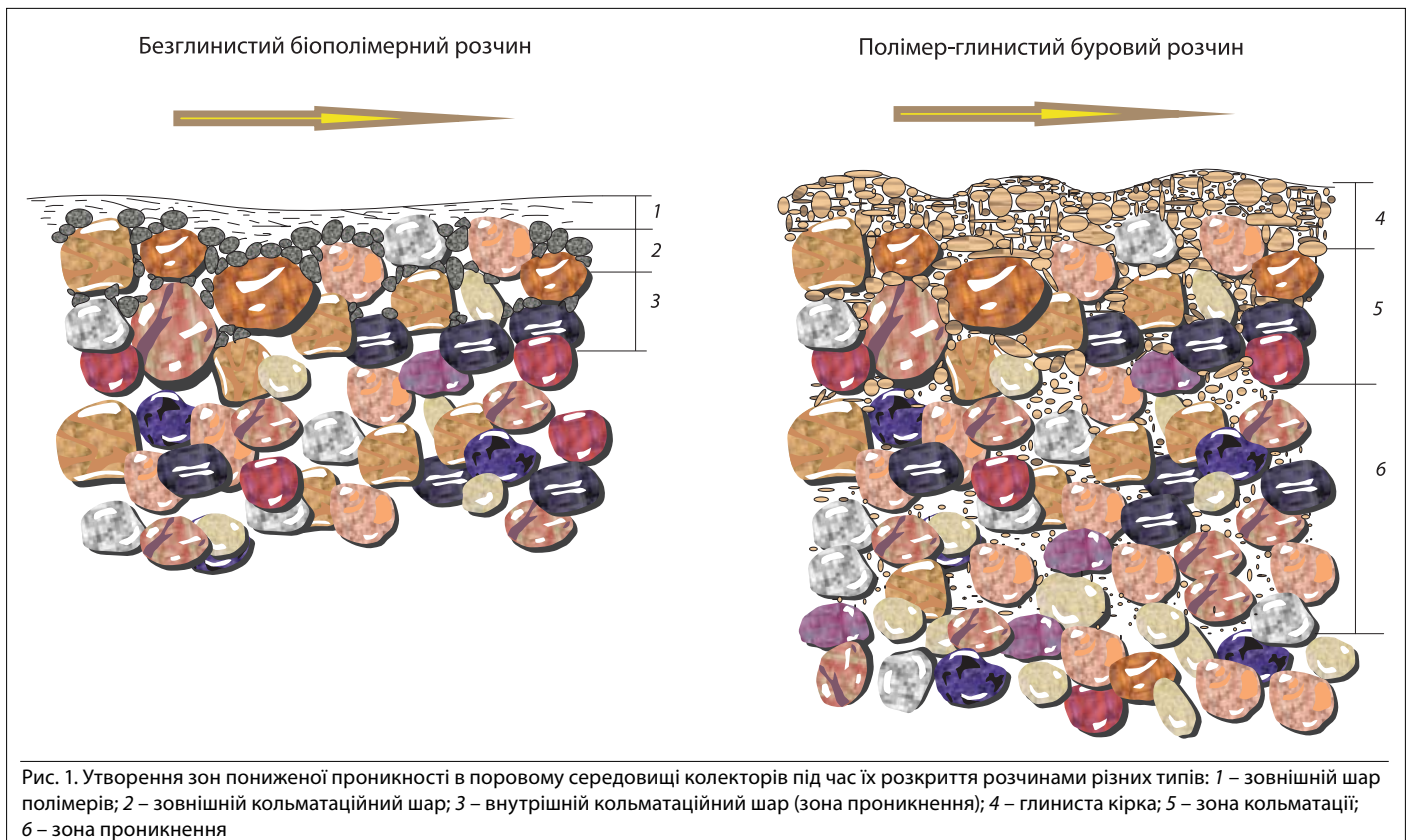 Безглинистий біополімерний розчин
Полімер-глинистий буровий розчин
1
2
3
4
5
6
Рис. 1. Утворення зон пониженої проникності в поровому середовищі колекторів під час їх розкриття розчинами різних типів: 1 – зовнішній шар
полімерів; 2 – зовнішній кольматаційний шар; 3 – внутрішній кольматаційний шар (зона проникнення); 4 – глиниста кірка; 5 – зона кольматації;
6 – зона проникнення